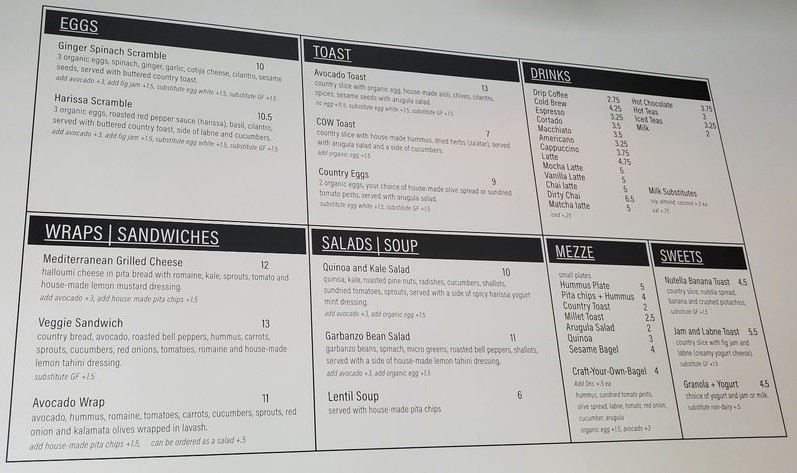 EGGS
Ginger Spinach Scramble 10
3 organic eggs, spinach, ginger, garlic, cotija cheese, cilantro, sesame
seeds, served with buttered country toast.
add avocado +3, add fig jam +1.5, substitute egg white +1.5, substitute GF +1.5
Harissa Scramble 10.5
3 organic eggs, roasted red pepper sauce (harissa), basil, cilantro,
served with buttered country toast, side of labne and cucumbers.
add avocado +3, add fig jam +1.5, substitute egg white +1.5, substitute GF +1.5
TOAST
Avocado Toast 13
country slice with organic egg, house-made aioli, chives, cilantro,
spices, sesame seeds with arugula salad.
no egg +11.5, substitute egg white +1.5, substitute GF +1.5
COW Toast 7
country slice with house-made hummus, dried herbs (za'atar), served
with arugula salad and a side of cucumbers.
add organic egg +1.5
Country Eggs 9
2 organic eggs, your choice of house-made olive spread or sundried
tomato pesto, served with arugula salad.
substitute egg white +1.5, substitute GF +1.5
DRINKS
Drip Coffee 2.75
Cold Brew 4.25
Espresso 3.25
Cortado 3.5
Macchiato 3.5
Americano 3.25
Cappuccino 3.75
Latte 4.75
Mocha Latte 5
Vanilla Latte 5
Chai latte 5
Dirty Chai 6.5
Matcha latte 5
iced +.25
Hot Chocolate 3.75
Hot Teas 3
Iced Teas 3.25
Milk 2
Milk Substitutes
soy, almond, coconut +.5 ea
oat +.75
WRAPS | SANDWICHES
Mediterranean Grilled Cheese 12
halloumi cheese in pita bread with romaine, kale, sprouts, tomato and
house-made lemon mustard dressing.
add avocado +3, add house made pita chips +1.5
Veggie Sandwich 13
country bread, avocado, roasted bell peppers, hummus, carrots,
sprouts, cucumbers, red onions, tomatoes, romaine and house-made
lemon tahini dressing.
substitute GF +1.5
Avocado Wrap 11
avocado, hummus, romaine, tomatoes, carrots, cucumbers, sprouts, red
onion and kalamata olives wrapped in lavash.
add house-made pita chips +1.5, can be ordered as a salad +.5
SALADS | SOUP
Quinoa and Kale Salad 10
quinoa, kale, roasted pine nuts, radishes, cucumbers, shallots,
sundried tomatoes, sprouts, served with a side of spicy harissa yogurt
mint dressing.
add avocado +3, add organic egg +1.5
Garbanzo Bean Salad 11
garbanzo beans, spinach, micro greens, roasted bell peppers, shallots,
served with a side of house-made lemon tahini dressing.
add avocado +3, add organic egg +1.5
Lentil Soup 6
served with house-made pita chips
MEZZE
small plates
Hummus Plate 5
Pita chips + Hummus 4
Country Toast 2
Millet Toast 2.5
Arugula Salad 2
Quinoa 3
Sesame Bagel 4
Craft-Your-Own-Bagel 4
Add Ons +.5 ea
hummus, sundried tomato pesto,
olive spread, labne, tomato, red onion,
cucumber, arugula
organic egg +1.5, avocado +3
SWEETS
Nutella Banana Toast 4.5
country slice, nutella spread,
banana and crushed pistachios.
substitute GF +1.5
Jam and Labne Toast 5.5
country slice with fig jam and
labne (creamy yogurt cheese).
substitute GF +1.5
Granola + Yogurt 4.5
choice of yogurt and jam or milk.
substitute non-dairy +.5